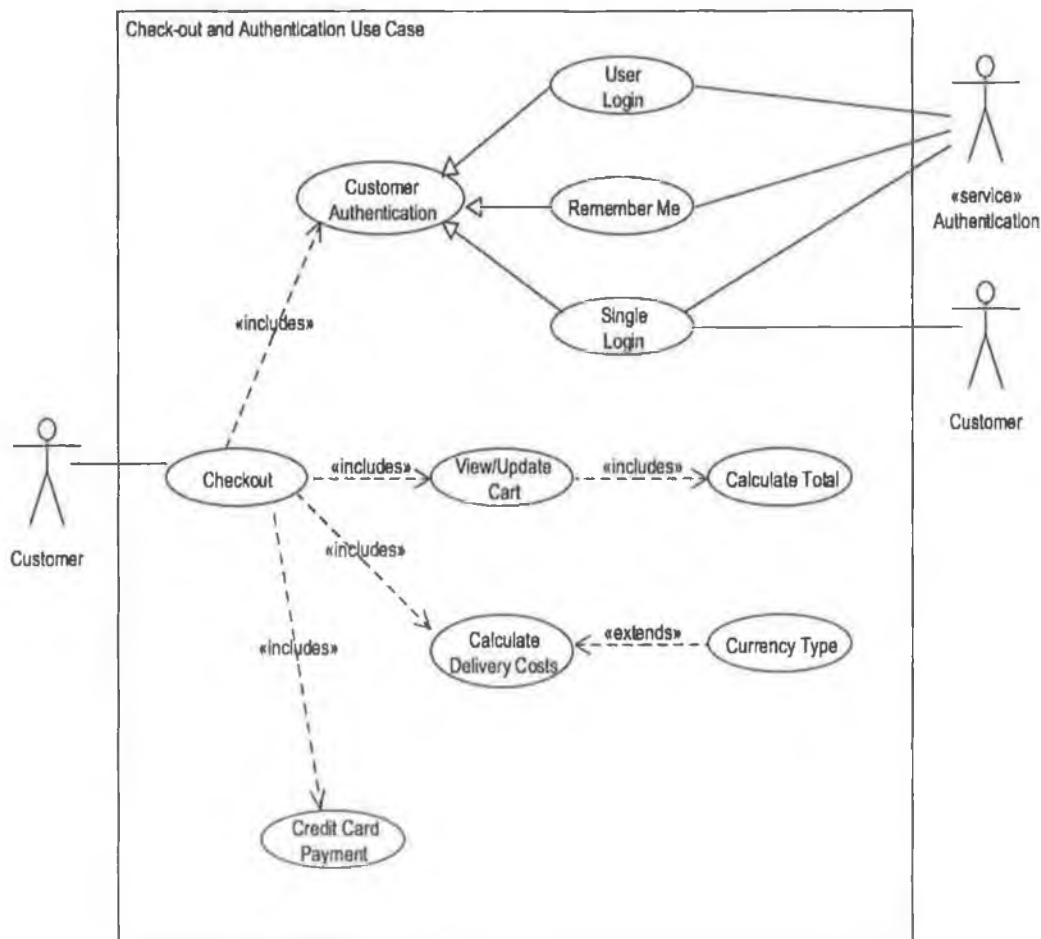 Check-out and Authentication Use Case
User
Login
Customer
Authentication
Remember Me
«service»
Authentication
«includes»
Single
Login
Customer
Checkout
«includes»
View/Update
Cart
«includes»
Calculate Total
Customer
«includes»
«includes»
Calculate
Delivery Costs
«extends»
Currency Type
Credit Card
Payment